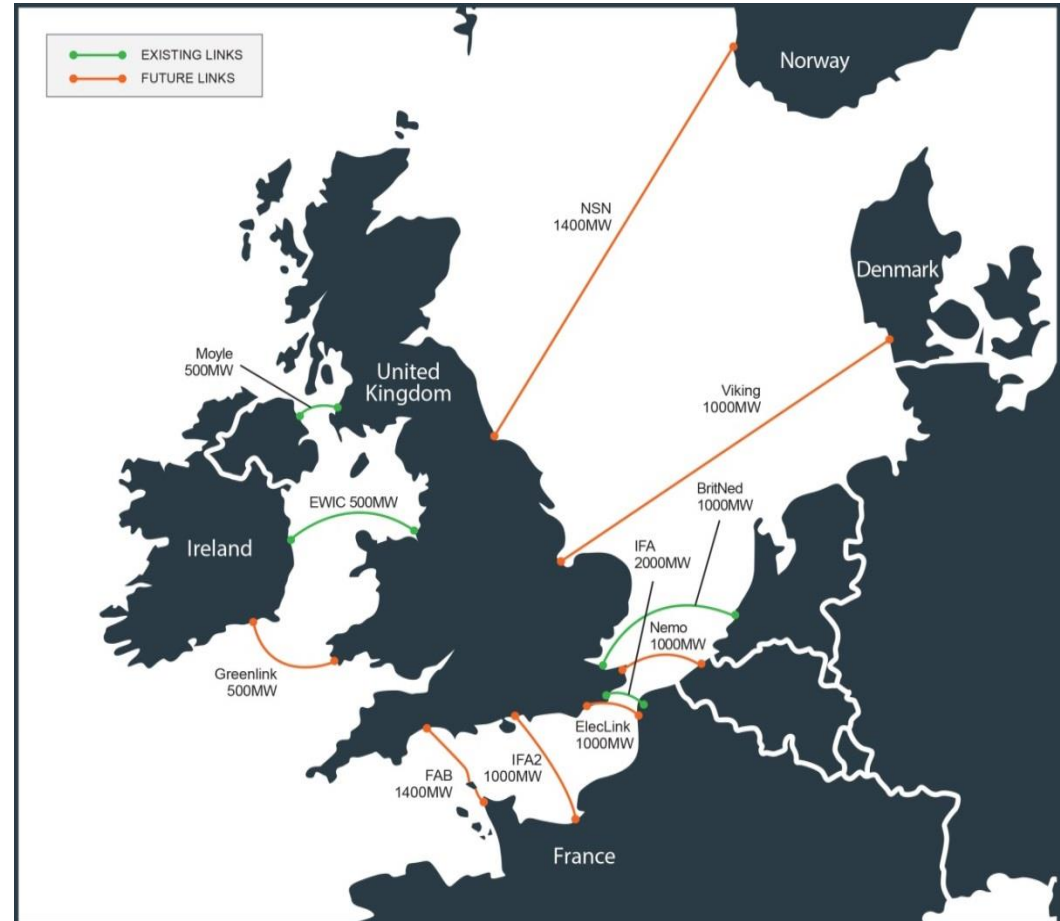 EXISTING LINKS
FUTURE LINKS
Norway
NSN
1400MW
Denmark
Moyle
500MW
United
Kingdom
Viking
1000MW
BritNed
1000MW
EWIC 500MW
Ireland
IFA
2000MW
Nemo
1000MW
Greenlink
500MW
ElecLink
1000MW
IFA2
1000MW
FAB
1400MW
France